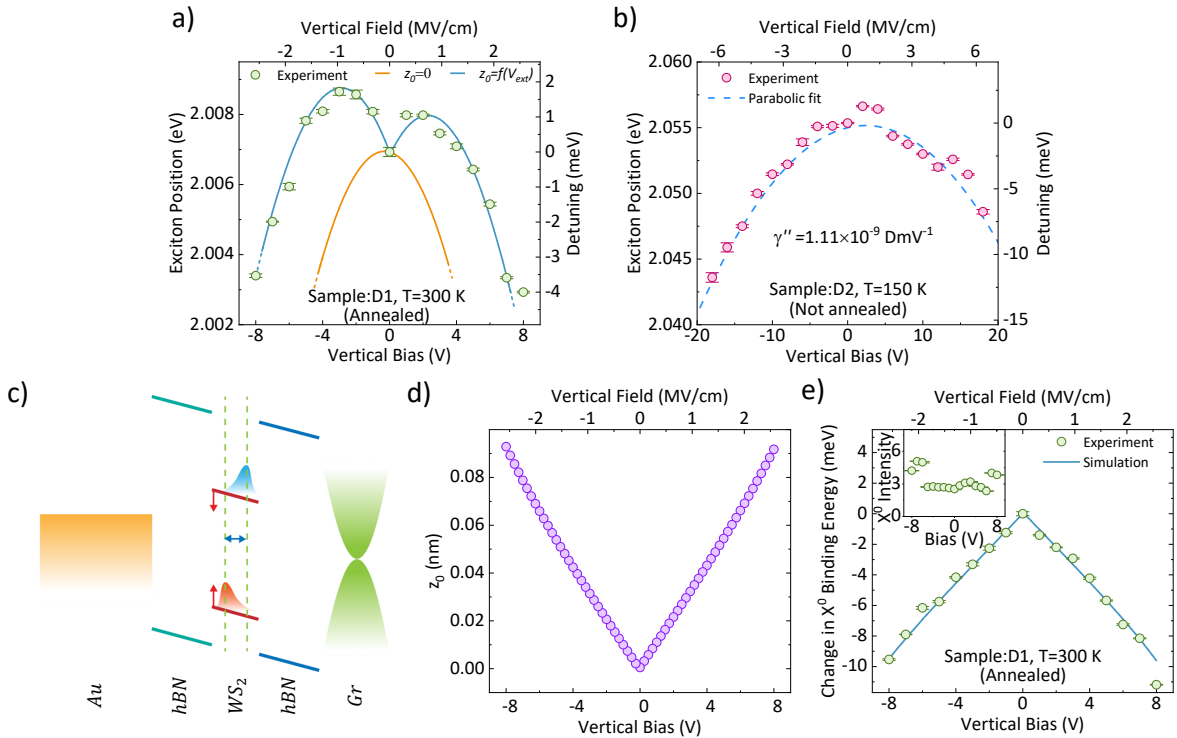 a)
Vertical Field (MV/cm)
-2 -1 0 1 2
Experiment z₀=0 z₀=f(Vₑₓₜ)
Exciton Position (eV)
2.008
2.006
2.004
2.002
2
1
0
-1
-2
-3
-4
Detuning (meV)
Sample:D1, T=300 K
(Annealed)
-8 -4 0 4 8
Vertical Bias (V)
b)
Vertical Field (MV/cm)
-6 -3 0 3 6
Experiment
Parabolic fit
Exciton Position (eV)
2.060
2.055
2.050
2.045
2.040
0
-5
-10
-15
Detuning (meV)
γ'' =1.11×10⁻⁹ DmV⁻¹
Sample:D2, T=150 K
(Not annealed)
-20 -10 0 10 20
Vertical Bias (V)
c)
Au
hBN
WS₂
hBN
Gr
d)
Vertical Field (MV/cm)
-2 -1 0 1 2
z₀ (nm)
0.08
0.06
0.04
0.02
0.00
-8 -4 0 4 8
Vertical Bias (V)
e)
Vertical Field (MV/cm)
-2 -1 0 1 2
Change in X⁰ Binding Energy (meV)
4
2
0
-2
-4
-6
-8
-10
X⁰ Intensity
6
3
0
-8 0 8
Bias (V)
Experiment
Simulation
Sample:D1, T=300 K
(Annealed)
-8 -4 0 4 8
Vertical Bias (V)